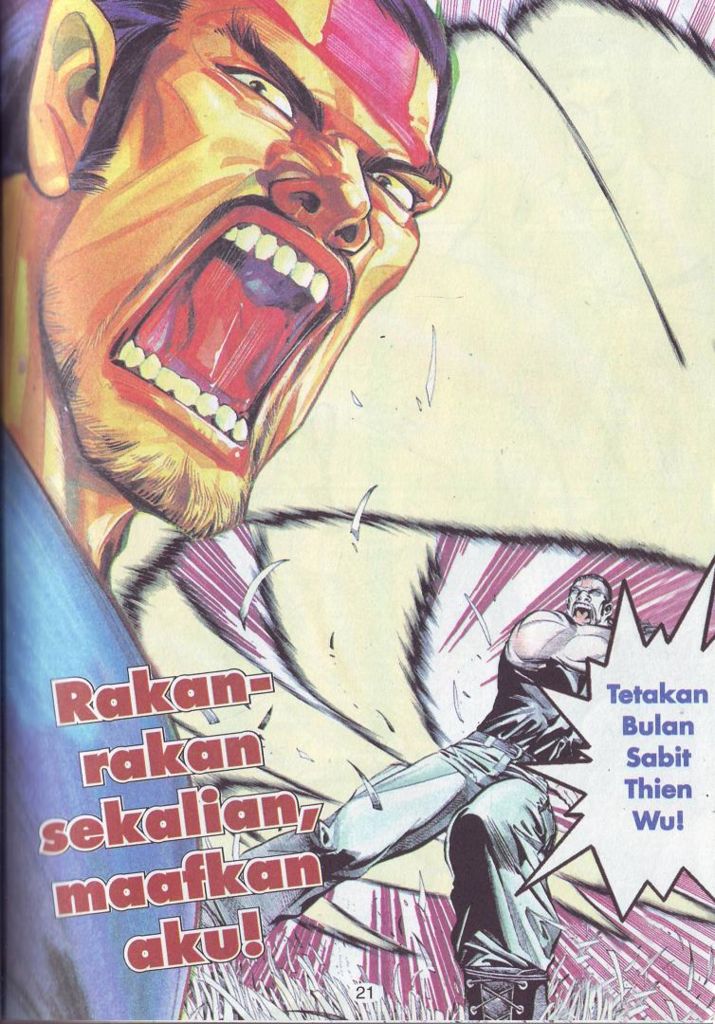 Rakan-
rakan
sekalian,
maafkan
aku!
Tetakan
Bulan
Sabit
Thien
Wu!
21